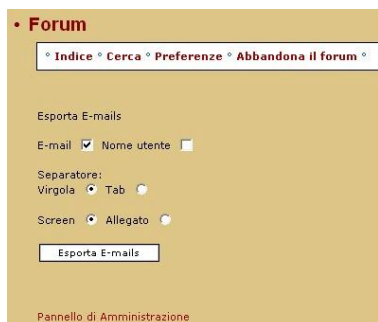 • Forum
° Indice ° Cerca ° Preferenze ° Abbandona il forum °
Esporta E-mails
E-mail Nome utente
Separatore:
Virgola Tab
Screen Allegato
Esporta E-mails
Pannello di Amministrazione